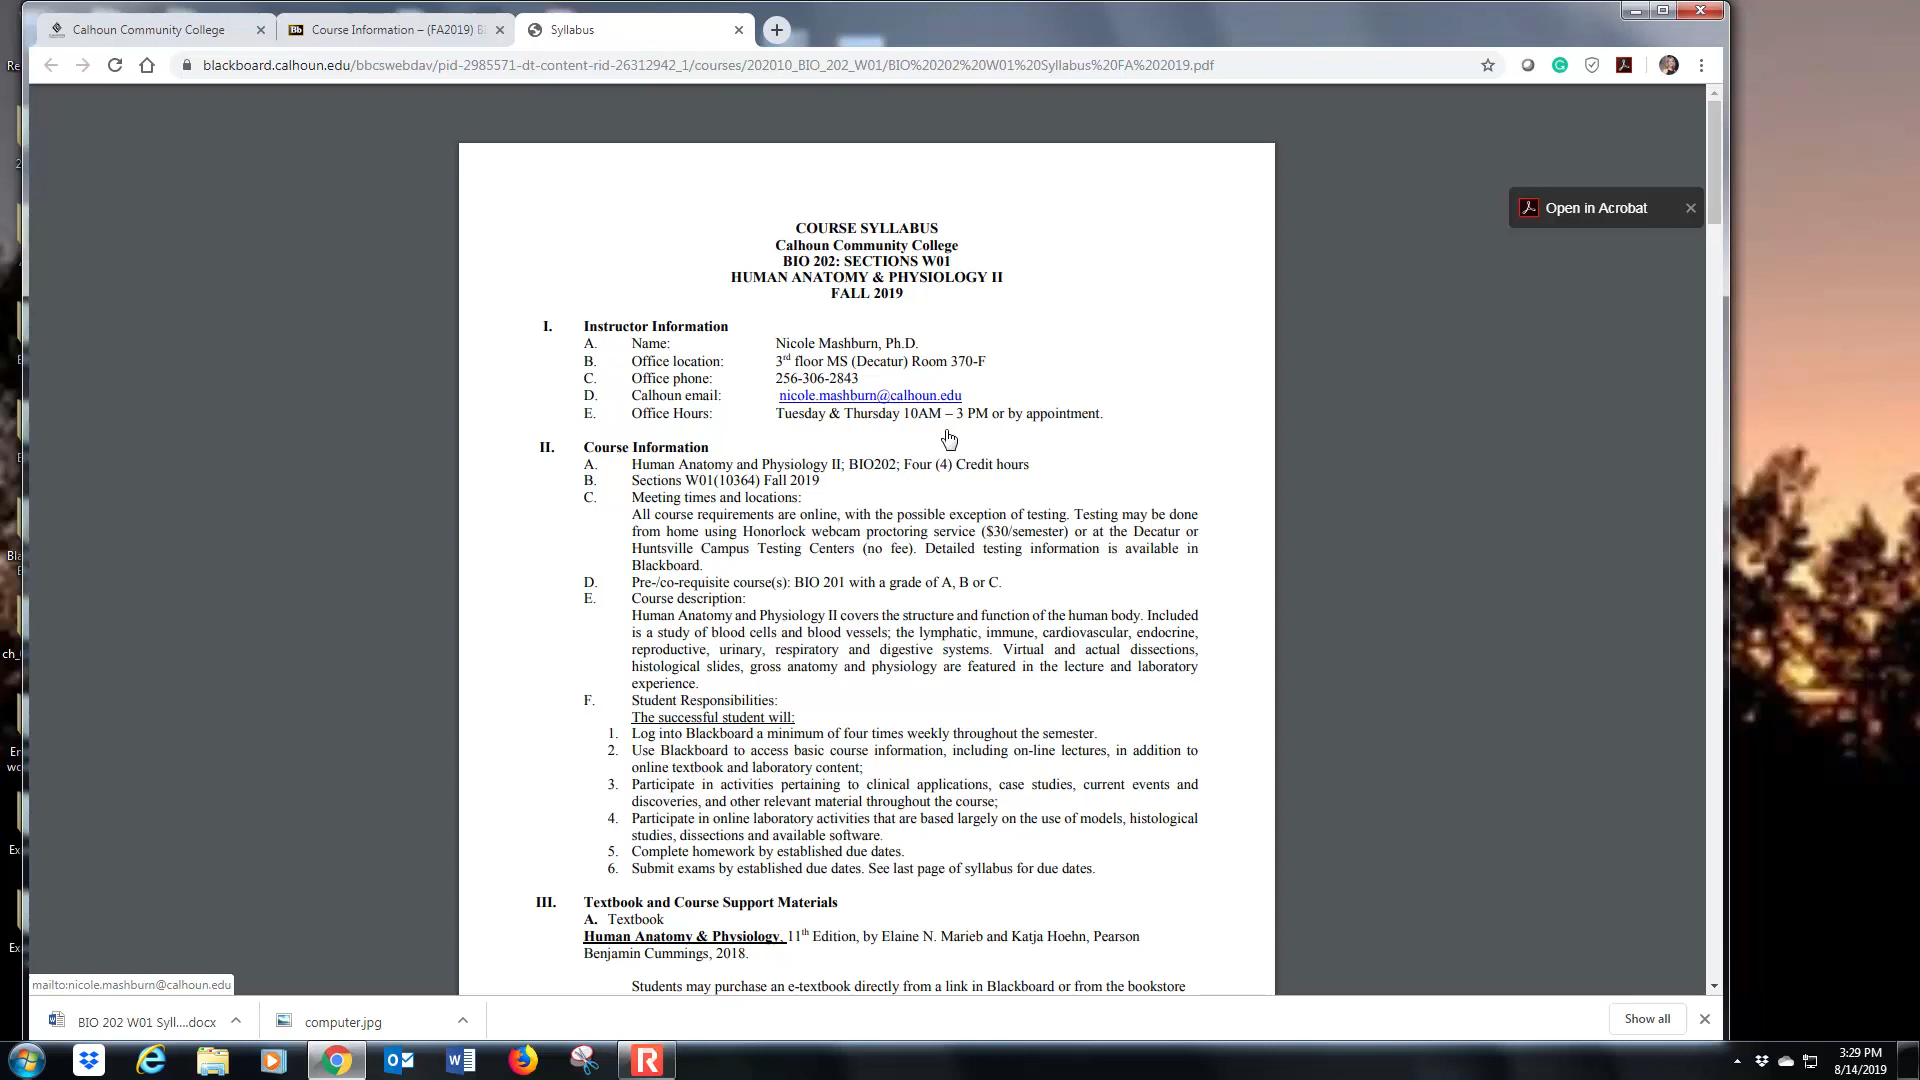 Calhoun Community College
Bb Course Information – (FA2019) B
Syllabus
blackboard.calhoun.edu/bbcswebdav/pid-2985571-dt-content-rid-26312942_1/courses/202010_BIO_202_W01/BIO%20202%20W01%20Syllabus%20FA%202019.pdf
Open in Acrobat
COURSE SYLLABUS
Calhoun Community College
BIO 202: SECTIONS W01
HUMAN ANATOMY & PHYSIOLOGY II
FALL 2019
I. Instructor Information
A. Name: Nicole Mashburn, Ph.D.
B. Office location: 3rd floor MS (Decatur) Room 370-F
C. Office phone: 256-306-2843
D. Calhoun email: nicole.mashburn@calhoun.edu
E. Office Hours: Tuesday & Thursday 10AM – 3 PM or by appointment.
II. Course Information
A. Human Anatomy and Physiology II; BIO202; Four (4) Credit hours
B. Sections W01(10364) Fall 2019
C. Meeting times and locations:
All course requirements are online, with the possible exception of testing. Testing may be done
from home using Honorlock webcam proctoring service ($30/semester) or at the Decatur or
Huntsville Campus Testing Centers (no fee). Detailed testing information is available in
Blackboard.
D. Pre-/co-requisite course(s): BIO 201 with a grade of A, B or C.
E. Course description:
Human Anatomy and Physiology II covers the structure and function of the human body. Included
is a study of blood cells and blood vessels; the lymphatic, immune, cardiovascular, endocrine,
reproductive, urinary, respiratory and digestive systems. Virtual and actual dissections,
histological slides, gross anatomy and physiology are featured in the lecture and laboratory
experience.
F. Student Responsibilities:
The successful student will:
1. Log into Blackboard a minimum of four times weekly throughout the semester.
2. Use Blackboard to access basic course information, including on-line lectures, in addition to
online textbook and laboratory content;
3. Participate in activities pertaining to clinical applications, case studies, current events and
discoveries, and other relevant material throughout the course;
4. Participate in online laboratory activities that are based largely on the use of models, histological
studies, dissections and available software.
5. Complete homework by established due dates.
6. Submit exams by established due dates. See last page of syllabus for due dates.
III. Textbook and Course Support Materials
A. Textbook
Human Anatomy & Physiology, 11th Edition, by Elaine N. Marieb and Katja Hoehn, Pearson
Benjamin Cummings, 2018.
Students may purchase an e-textbook directly from a link in Blackboard or from the bookstore
mailto:nicole.mashburn@calhoun.edu
BIO 202 W01 Syll....docx
computer.jpg
Show all
3:29 PM
8/14/2019